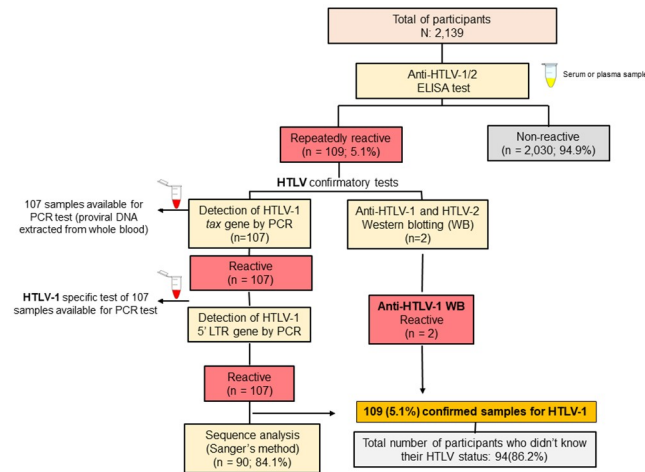 Total of participants
N: 2,139
Anti-HTLV-1/2
ELISA test
Serum or plasma sample
Repeatedly reactive
(n = 109; 5.1%)
Non-reactive
(n = 2,030; 94.9%)
HTLV confirmatory tests
107 samples available for
PCR test (proviral DNA
extracted from whole blood)
Detection of HTLV-1
tax gene by PCR
(n=107)
Anti-HTLV-1 and HTLV-2
Western blotting (WB)
(n=2)
Reactive
(n = 107)
HTLV-1 specific test of 107
samples available for PCR test
Detection of HTLV-1
5' LTR gene by PCR
Anti-HTLV-1 WB
Reactive
(n = 2)
Reactive
(n = 107)
109 (5.1%) confirmed samples for HTLV-1
Sequence analysis
(Sanger's method)
(n = 90; 84.1%)
Total number of participants who didn't know
their HTLV status: 94(86.2%)